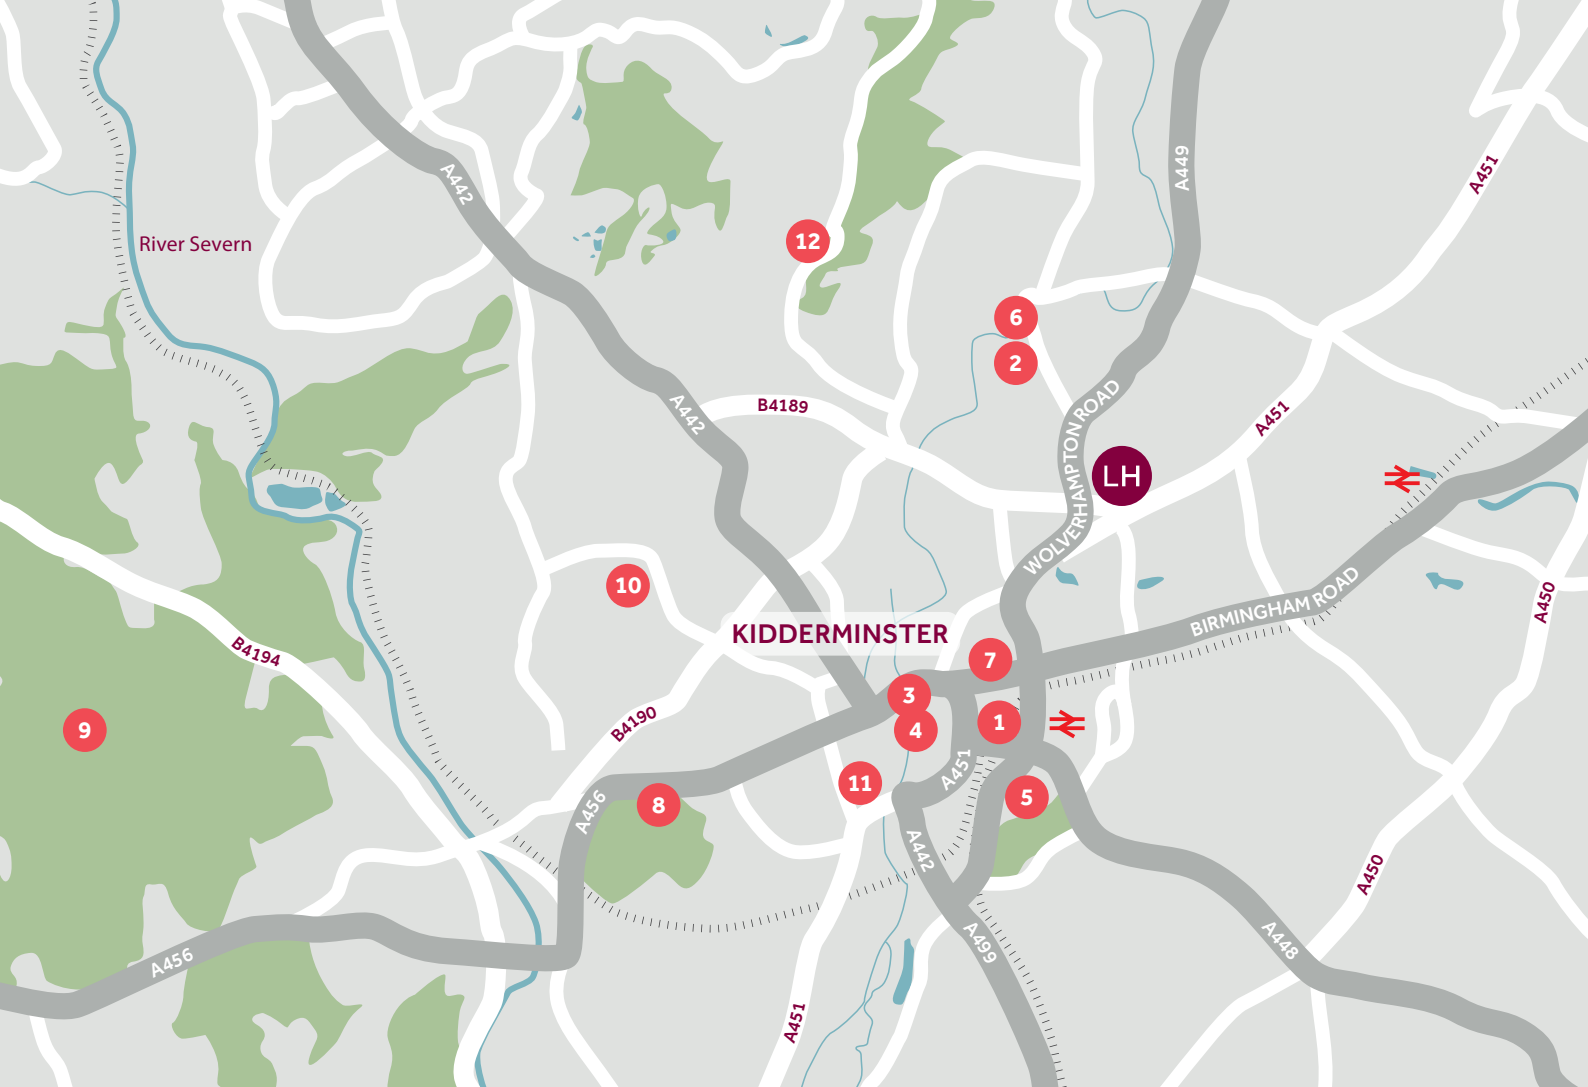 A442
A449
A451
River Severn
12
6
2
A442
B4189
WOLVERHAMPTON ROAD
A451
LH
10
KIDDERMINSTER
BIRMINGHAM ROAD
A450
B4194
7
3
B4190
9
4
1
A451
11
5
A456
8
A442
A450
A456
A499
A448
A451